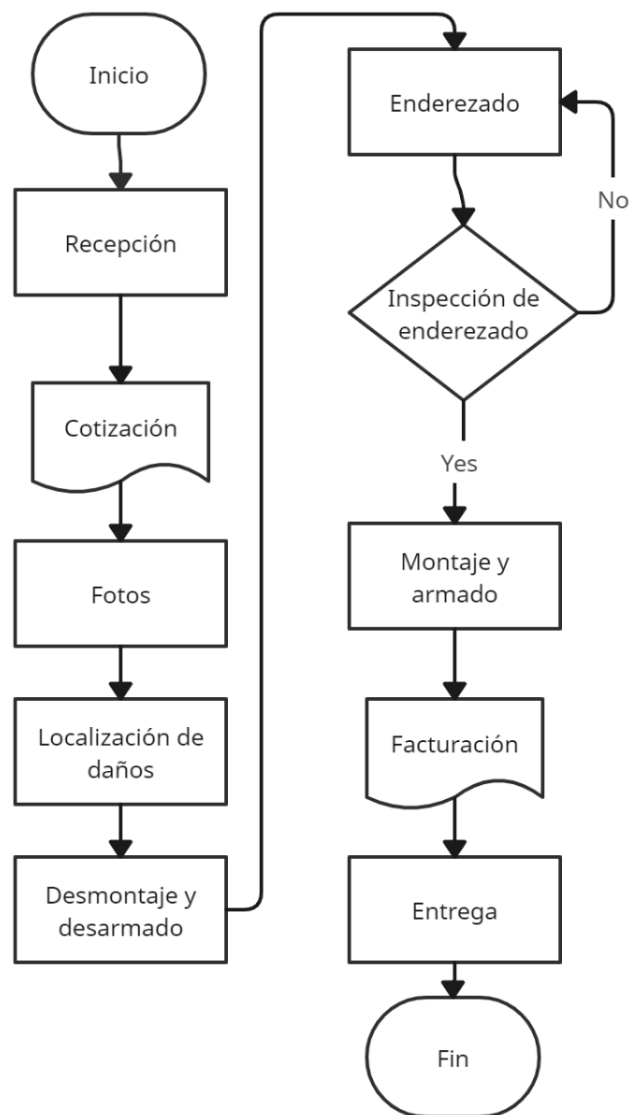 Inicio
Recepción
Cotización
Fotos
Localización de
daños
Desmontaje y
desarmado
Enderezado
No
Inspección de
enderezado
Yes
Montaje y
armado
Facturación
Entrega
Fin